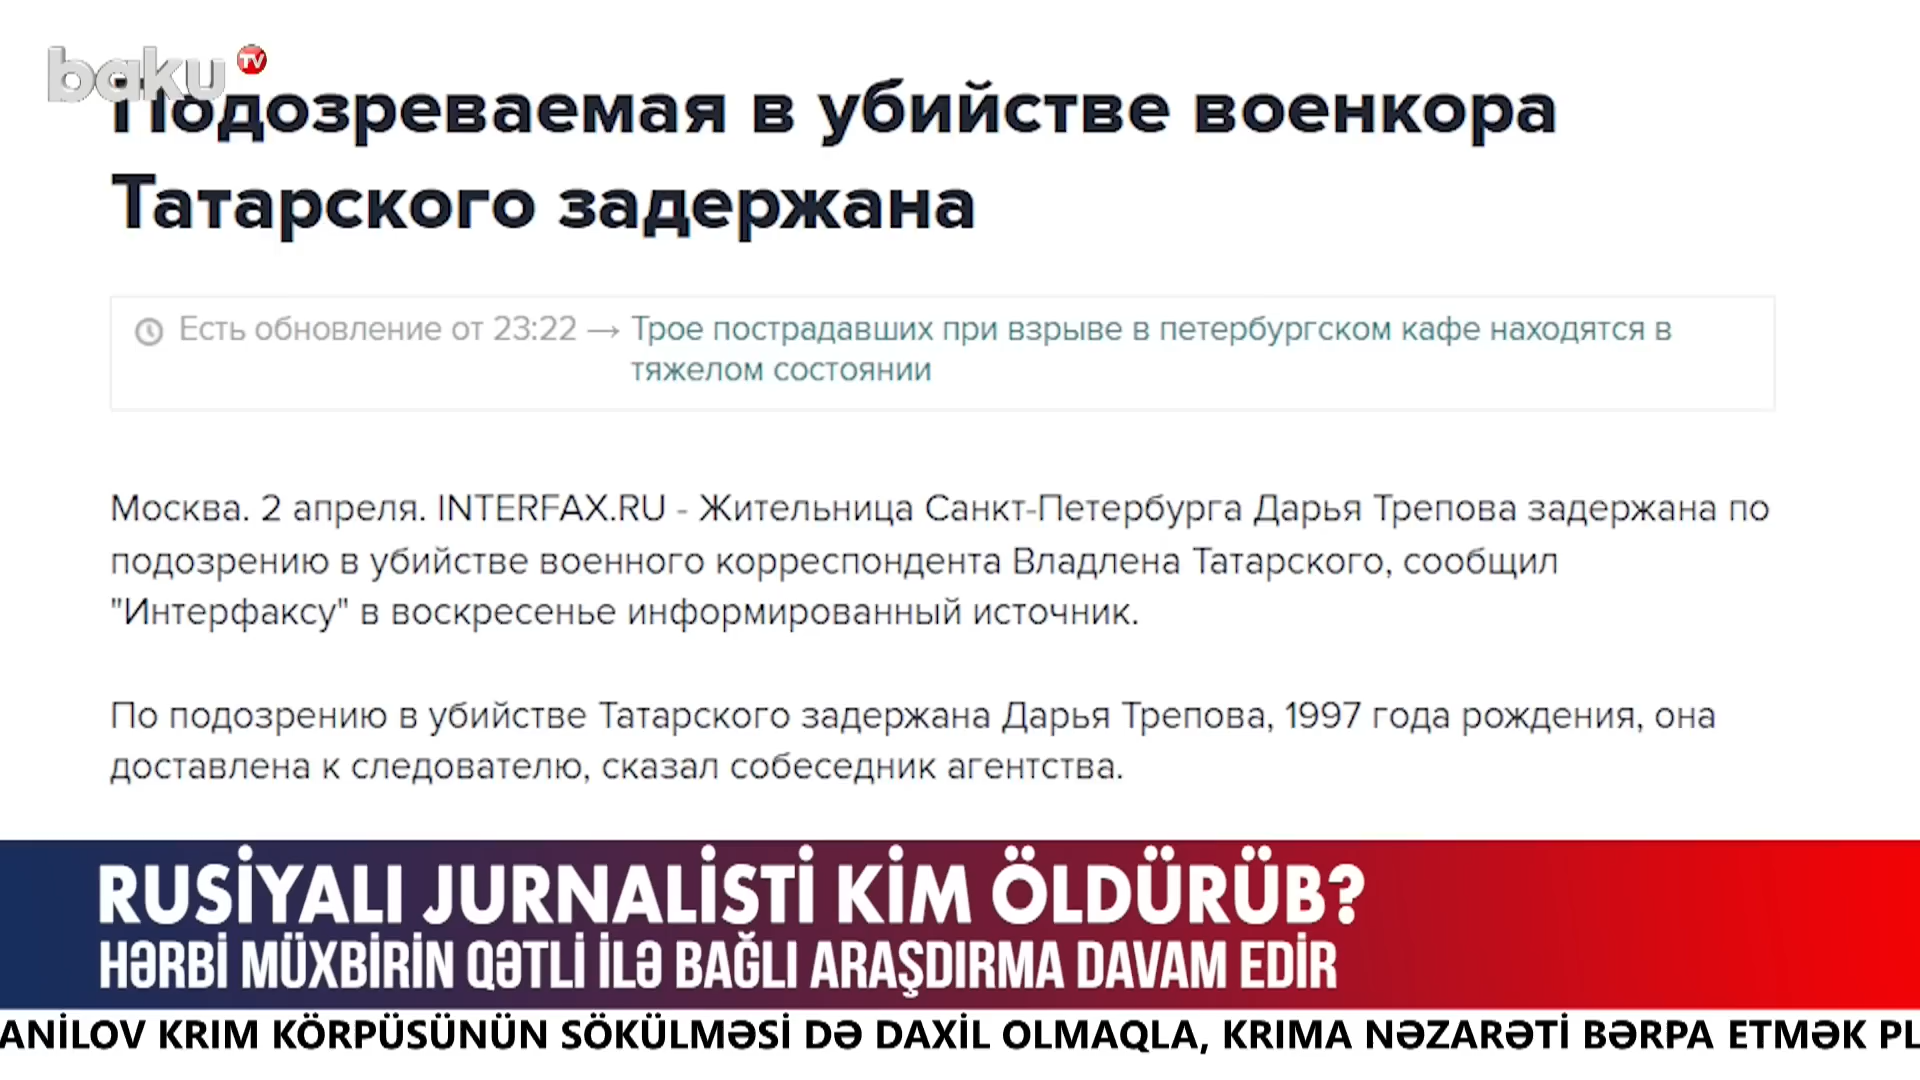 baku TV
Подозреваемая в убийстве военкора
Татарского задержана
Есть обновление от 23:22 → Трое пострадавших при взрыве в петербургском кафе находятся в
тяжелом состоянии
Москва. 2 апреля. INTERFAX.RU - Жительница Санкт-Петербурга Дарья Трепова задержана по
подозрению в убийстве военного корреспондента Владлена Татарского, сообщил
"Интерфаксу" в воскресенье информированный источник.
По подозрению в убийстве Татарского задержана Дарья Трепова, 1997 года рождения, она
доставлена к следователю, сказал собеседник агентства.
RUSİYALI JURNALİSTİ KİM ÖLDÜRÜB?
HƏRBİ MÜXBİRİN QƏTLİ İLƏ BAĞLI ARAŞDIRMA DAVAM EDİR
ANİLOV KRIM KÖRPÜSÜNÜN SÖKÜLMƏSİ DƏ DAXİL OLMAQLA, KRIMA NƏZARƏTİ BƏRPA ETMƏK PL